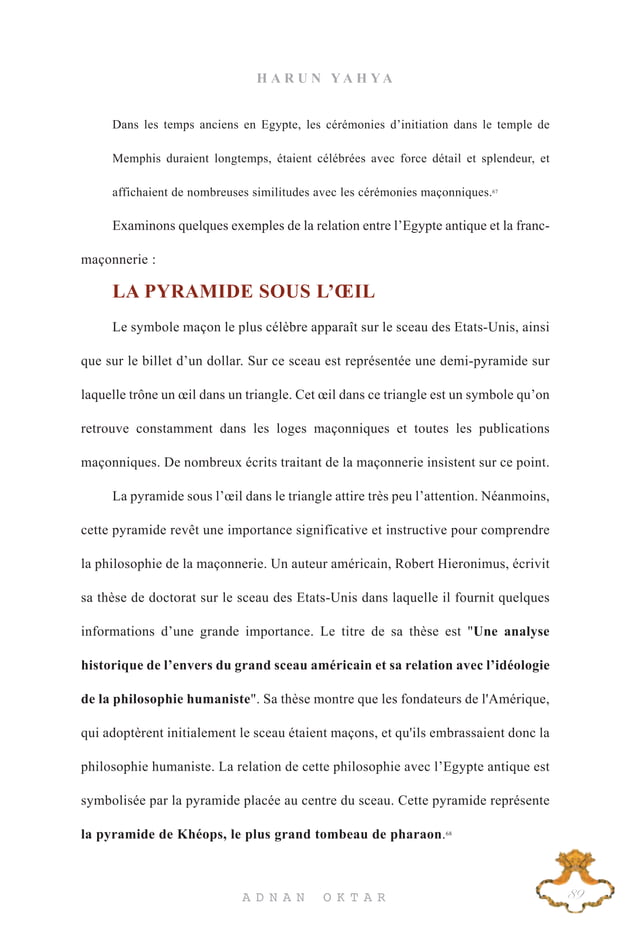 HARUN YAHYA
Dans les temps anciens en Egypte, les cérémonies d’initiation dans le temple de
Memphis duraient longtemps, étaient célébrées avec force détail et splendeur, et
affichaient de nombreuses similitudes avec les cérémonies maçonniques.67
Examinons quelques exemples de la relation entre l’Egypte antique et la franc-
maçonnerie :
LA PYRAMIDE SOUS L’ŒIL
Le symbole maçon le plus célèbre apparaît sur le sceau des Etats-Unis, ainsi
que sur le billet d’un dollar. Sur ce sceau est représentée une demi-pyramide sur
laquelle trône un œil dans un triangle. Cet œil dans ce triangle est un symbole qu’on
retrouve constamment dans les loges maçonniques et toutes les publications
maçonniques. De nombreux écrits traitant de la maçonnerie insistent sur ce point.
La pyramide sous l’œil dans le triangle attire très peu l’attention. Néanmoins,
cette pyramide revêt une importance significative et instructive pour comprendre
la philosophie de la maçonnerie. Un auteur américain, Robert Hieronimus, écrivit
sa thèse de doctorat sur le sceau des Etats-Unis dans laquelle il fournit quelques
informations d’une grande importance. Le titre de sa thèse est "Une analyse
historique de l’envers du grand sceau américain et sa relation avec l’idéologie
de la philosophie humaniste". Sa thèse montre que les fondateurs de l'Amérique,
qui adoptèrent initialement le sceau étaient maçons, et qu'ils embrassaient donc la
philosophie humaniste. La relation de cette philosophie avec l’Egypte antique est
symbolisée par la pyramide placée au centre du sceau. Cette pyramide représente
la pyramide de Khéops, le plus grand tombeau de pharaon.68
ADNAN OKTAR
89